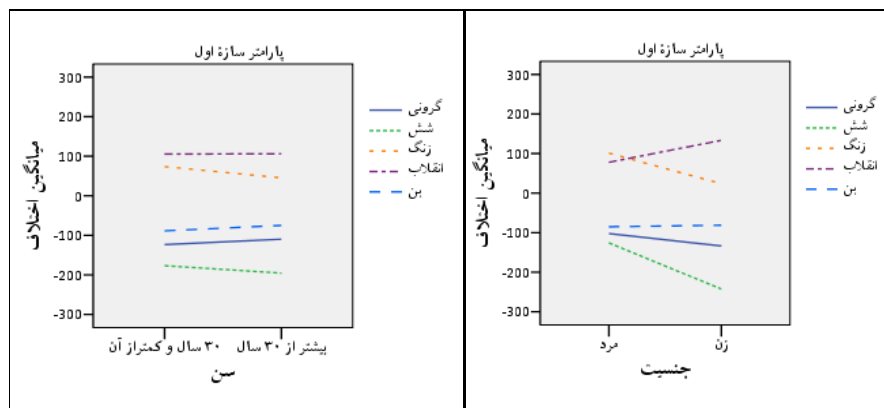 پارامتر سازهٔ اول
میانگین اختلاف
300
200
100
0
-100
-200
-300
۳۰ سال و کمتراز آن
بیشتر از ۳۰ سال
سن
گرونی
شش
زنگ
انقلاب
بن
پارامتر سازهٔ اول
میانگین اختلاف
300
200
100
0
-100
-200
-300
مرد
زن
جنسیت
گرونی
شش
زنگ
انقلاب
بن